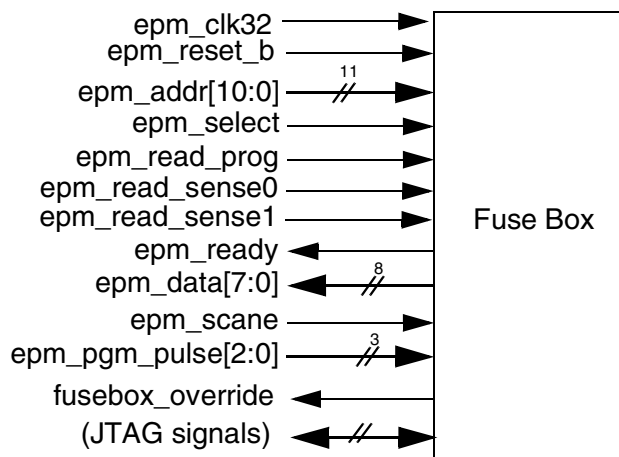 epm_clk32
epm_reset_b
11
epm_addr[10:0]
epm_select
epm_read_prog
epm_read_sense0
epm_read_sense1
Fuse Box
epm_ready
8
epm_data[7:0]
epm_scane
3
epm_pgm_pulse[2:0]
fusebox_override
(JTAG signals)